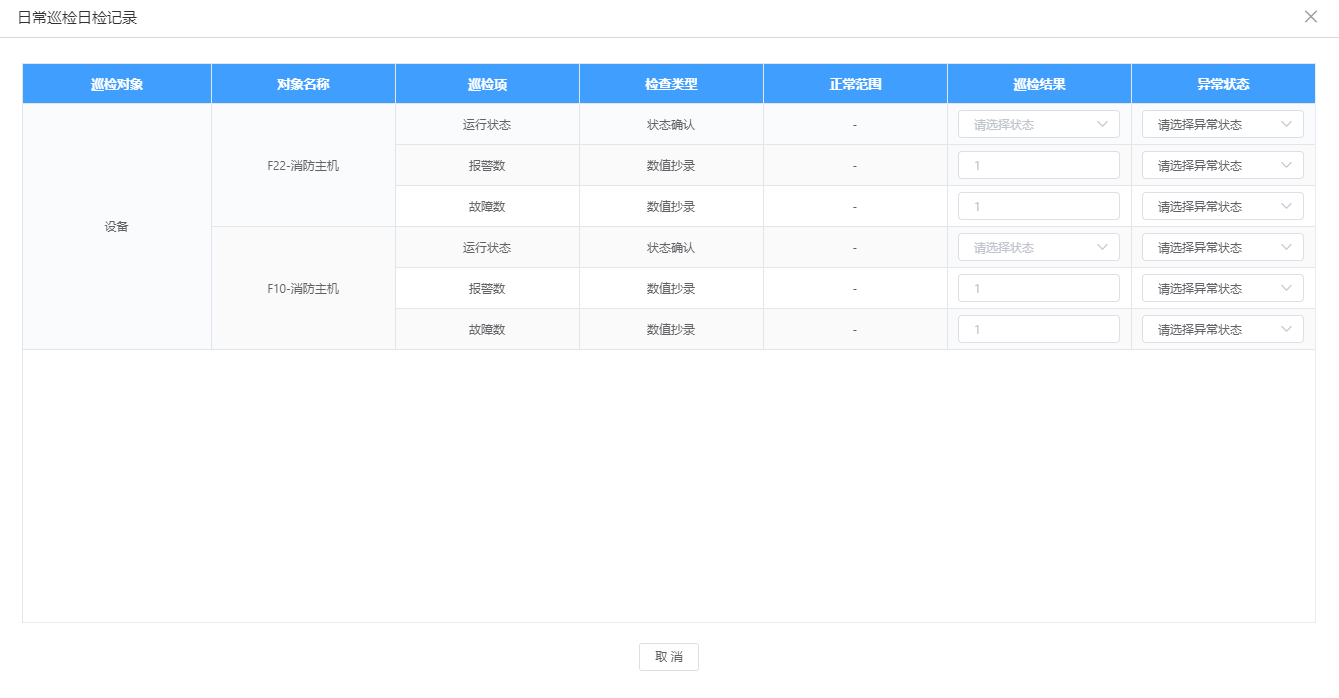 日常巡检日检记录
巡检对象 对象名称 巡检项 检查类型 正常范围 巡检结果 异常状态
运行状态 状态确认 - 请选择状态 请选择异常状态
F22-消防主机 报警数 数值抄录 - 1 请选择异常状态
故障数 数值抄录 - 1 请选择异常状态
设备
运行状态 状态确认 - 请选择状态 请选择异常状态
F10-消防主机 报警数 数值抄录 - 1 请选择异常状态
故障数 数值抄录 - 1 请选择异常状态
取 消